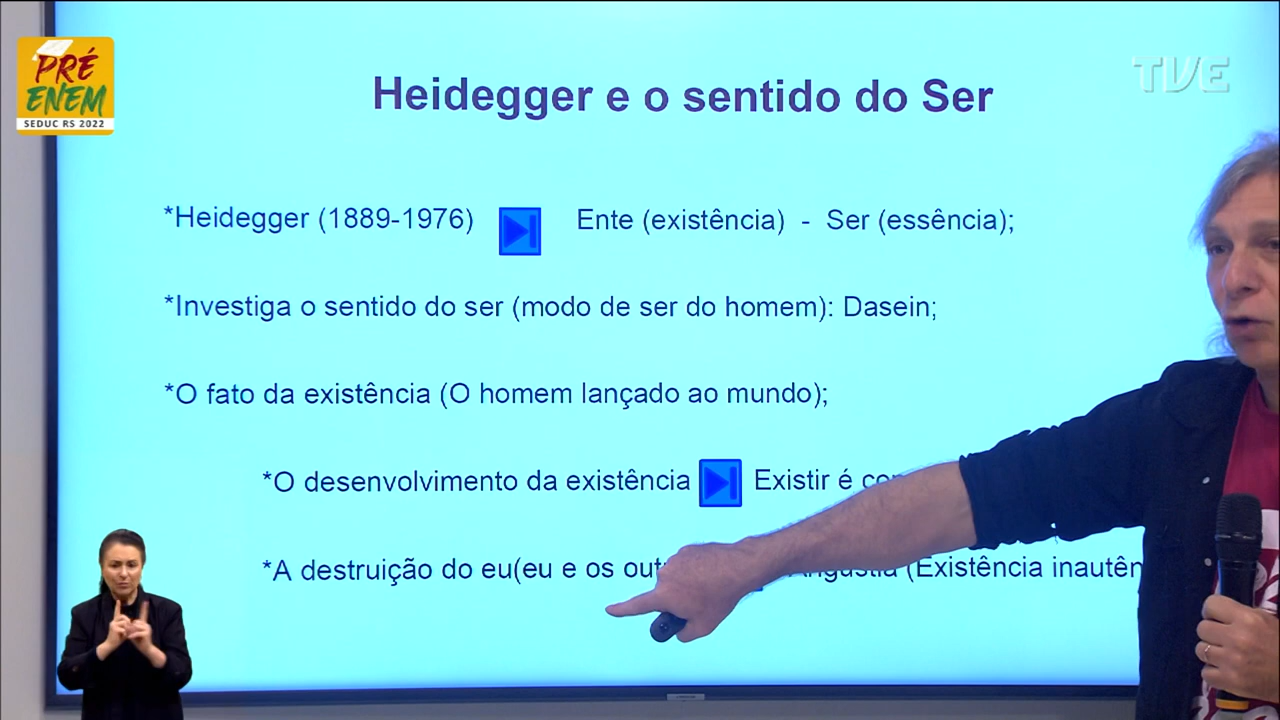 PRÉ
ENEM
SEDUC RS 2022
TVE
Heidegger e o sentido do Ser
*Heidegger (1889-1976) Ente (existência) - Ser (essência);
*Investiga o sentido do ser (modo de ser do homem): Dasein;
*O fato da existência (O homem lançado ao mundo);
*O desenvolvimento da existência Existir é
*A destruição do eu(eu e os Angústia (Existência